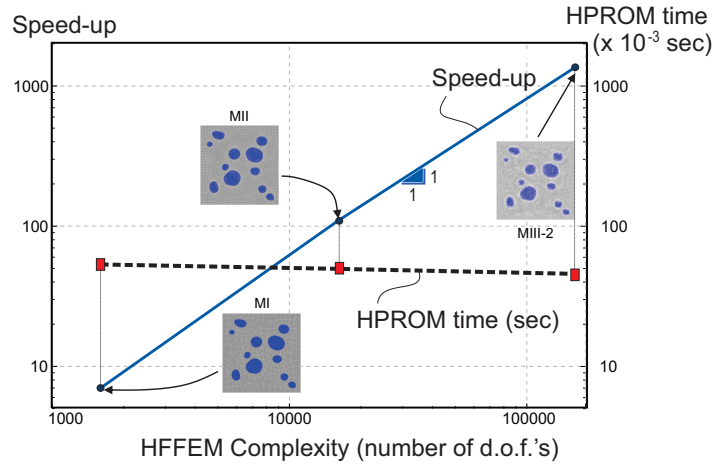 Speed-up
HPROM time
(x 10⁻³ sec)
1000
1000
Speed-up
MII
1
1
MIII-2
100
100
HPROM time (sec)
MI
10
10
1000
10000
100000
HFFEM Complexity (number of d.o.f.'s)